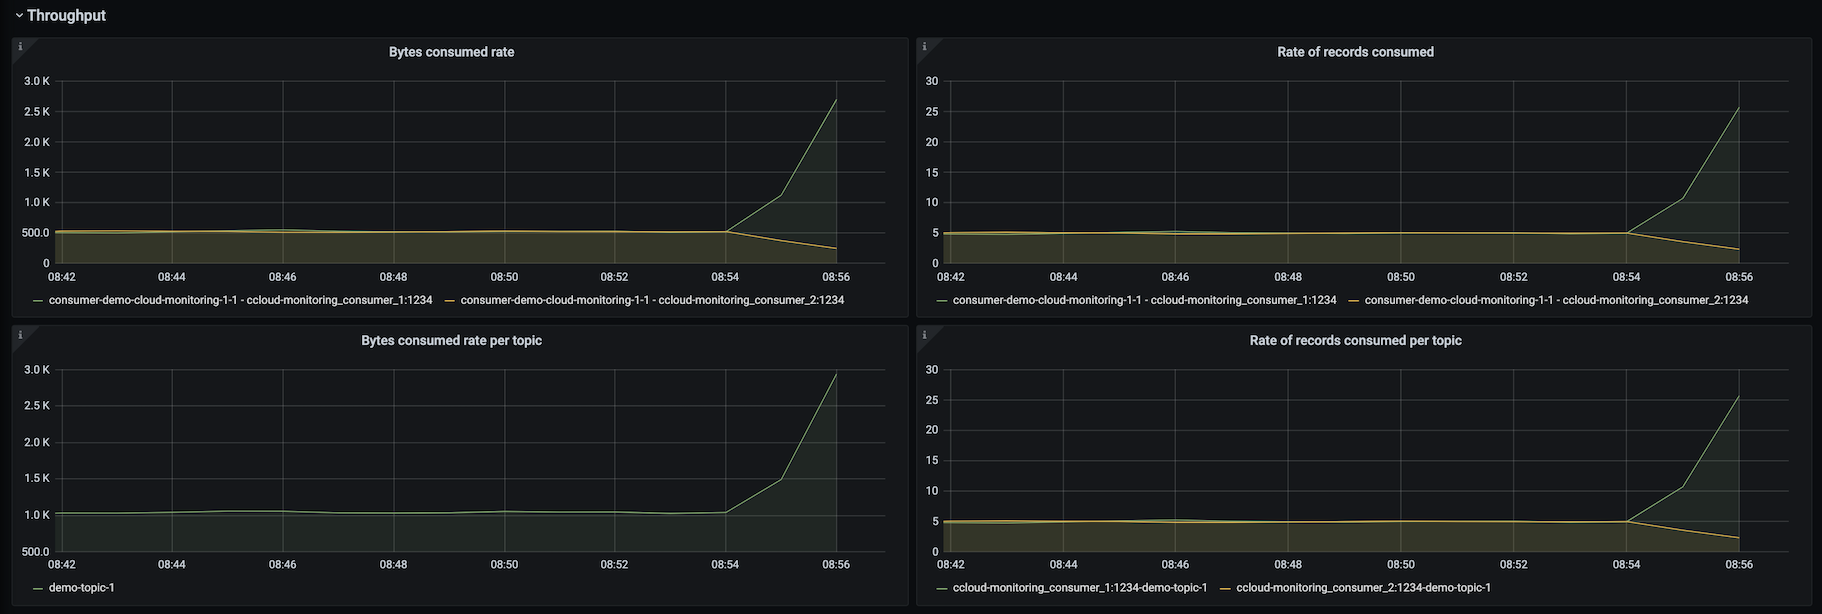 Throughput
Bytes consumed rate
3.0 K
2.5 K
2.0 K
1.5 K
1.0 K
500.0
0
08:42 08:44 08:46 08:48 08:50 08:52 08:54 08:56
consumer-demo-cloud-monitoring-1-1 - ccloud-monitoring_consumer_1:1234 consumer-demo-cloud-monitoring-1-1 - ccloud-monitoring_consumer_2:1234
Rate of records consumed
30
25
20
15
10
5
0
08:42 08:44 08:46 08:48 08:50 08:52 08:54 08:56
consumer-demo-cloud-monitoring-1-1 - ccloud-monitoring_consumer_1:1234 consumer-demo-cloud-monitoring-1-1 - ccloud-monitoring_consumer_2:1234
Bytes consumed rate per topic
3.0 K
2.5 K
2.0 K
1.5 K
1.0 K
500.0
08:42 08:44 08:46 08:48 08:50 08:52 08:54 08:56
demo-topic-1
Rate of records consumed per topic
30
25
20
15
10
5
0
08:42 08:44 08:46 08:48 08:50 08:52 08:54 08:56
ccloud-monitoring_consumer_1:1234-demo-topic-1 ccloud-monitoring_consumer_2:1234-demo-topic-1